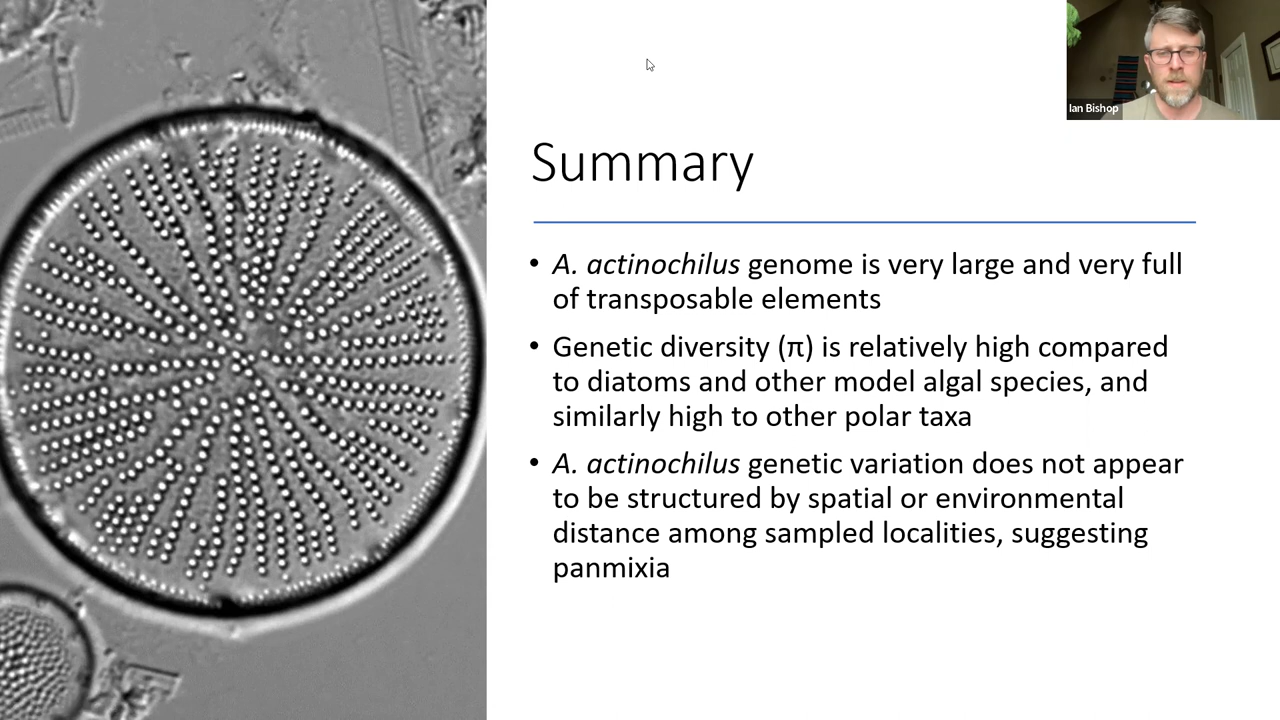 Ian Bishop
Summary
• A. actinochilus genome is very large and very full
of transposable elements
• Genetic diversity (π) is relatively high compared
to diatoms and other model algal species, and
similarly high to other polar taxa
• A. actinochilus genetic variation does not appear
to be structured by spatial or environmental
distance among sampled localities, suggesting
panmixia